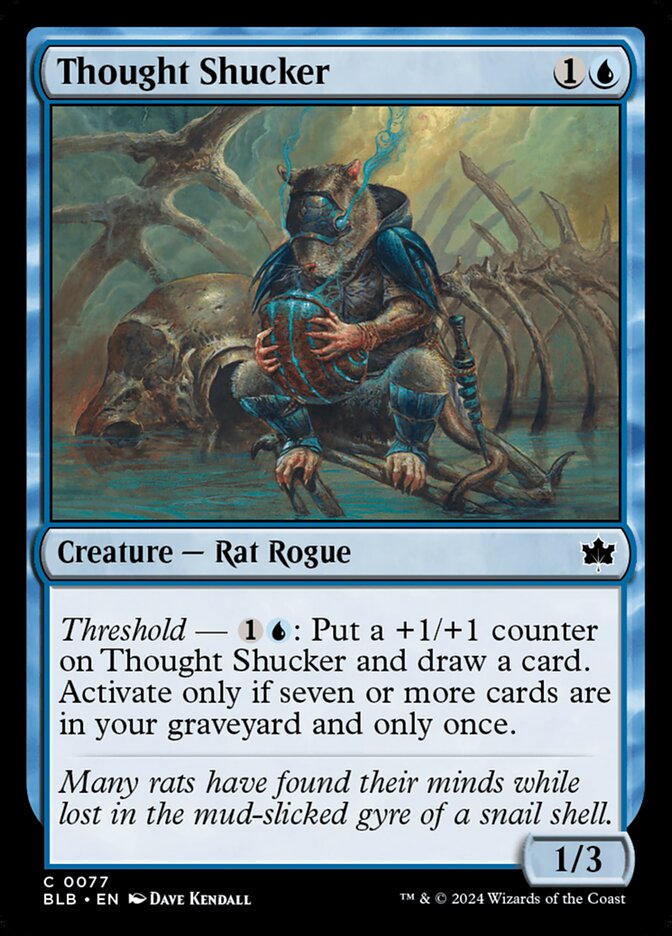 Thought Shucker 1
Creature — Rat Rogue
Threshold — 1 : Put a +1/+1 counter
on Thought Shucker and draw a card.
Activate only if seven or more cards are
in your graveyard and only once.
Many rats have found their minds while
lost in the mud-slicked gyre of a snail shell.
1/3
C 0077
BLB • EN Dave Kendall
™ & © 2024 Wizards of the Coast